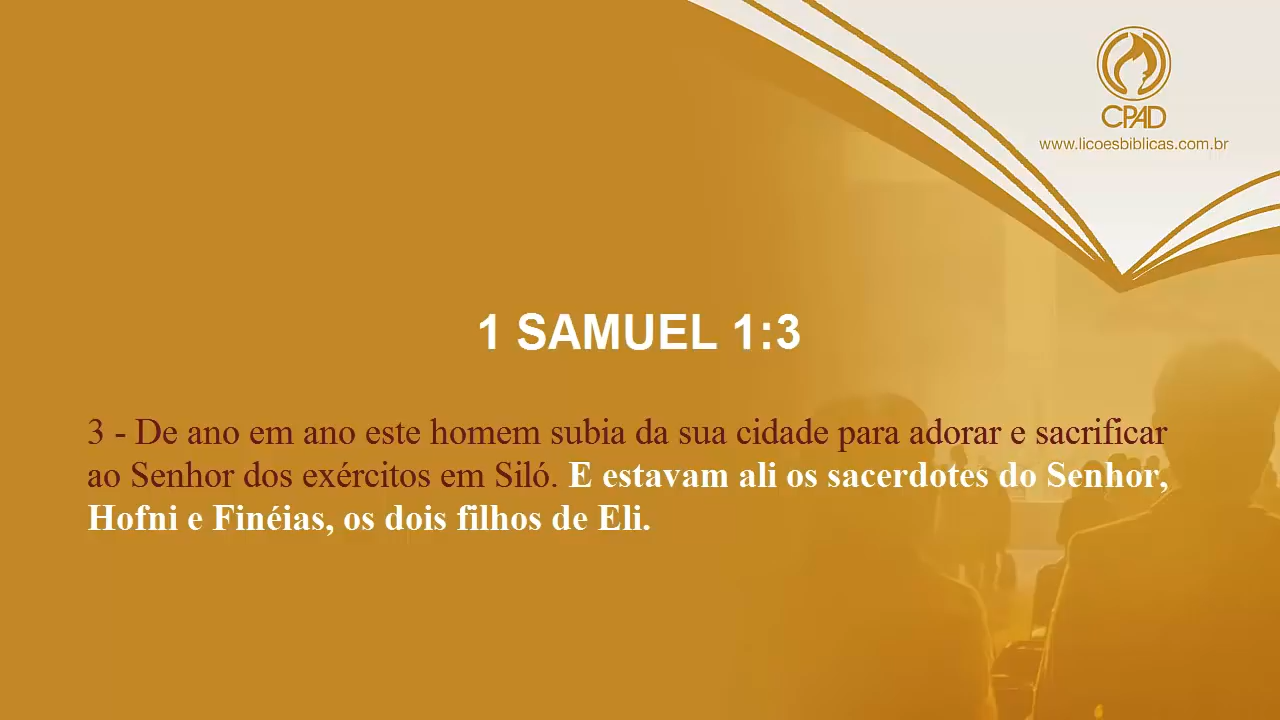 CPAD
www.licoesbiblicas.com.br
1 SAMUEL 1:3
3 - De ano em ano este homem subia da sua cidade para adorar e sacrificar
ao Senhor dos exércitos em Siló. E estavam ali os sacerdotes do Senhor,
Hofni e Finéias, os dois filhos de Eli.